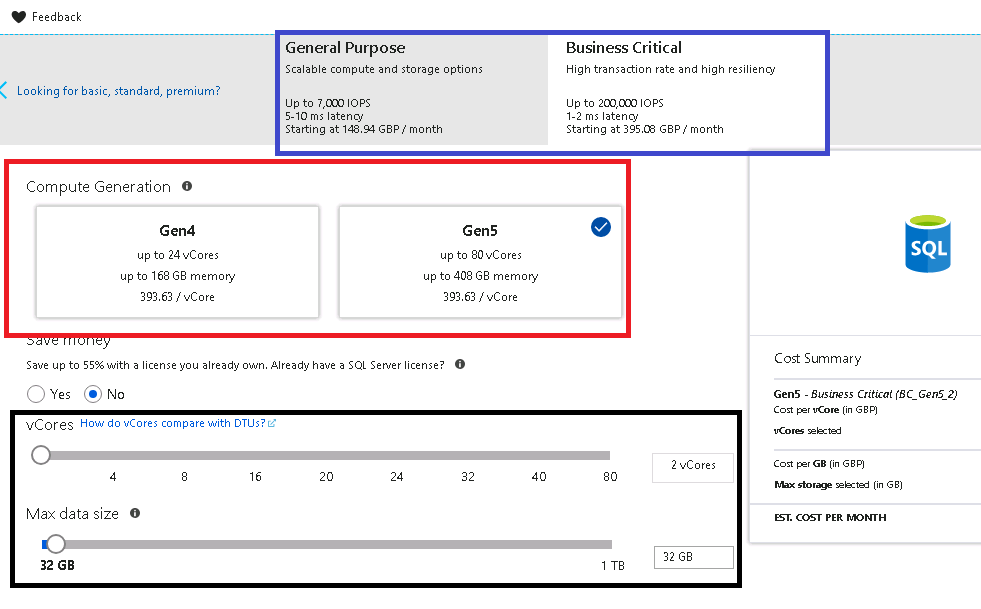 Feedback
Looking for basic, standard, premium?
General Purpose
Scalable compute and storage options
Up to 7,000 IOPS
5-10 ms latency
Starting at 148.94 GBP / month
Business Critical
High transaction rate and high resiliency
Up to 200,000 IOPS
1-2 ms latency
Starting at 395.08 GBP / month
Compute Generation
Gen4
up to 24 vCores
up to 168 GB memory
393.63 / vCore
Gen5
up to 80 vCores
up to 408 GB memory
393.63 / vCore
Save money
Save up to 55% with a license you already own. Already have a SQL Server license?
Yes No
vCores How do vCores compare with DTUs?
4 8 16 20 24 32 40 80
2 vCores
Max data size
32 GB
1 TB
32 GB
SQL
Cost Summary
Gen5 - Business Critical (BC_Gen5_2)
Cost per vCore (in GBP)
vCores selected
Cost per GB (in GBP)
Max storage selected (in GB)
EST. COST PER MONTH